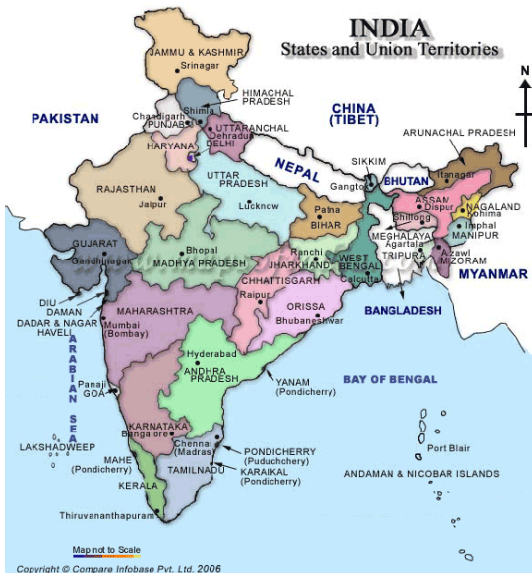 INDIA
States and Union Territories
N
JAMMU & KASHMIR
Srinagar
HIMACHAL
PRADESH
Shimla
Chandigarh
PUNJAB
PAKISTAN
CHINA
(TIBET)
UTTARANCHAL
Dehradun
HARYANA
DELHI
ARUNACHAL PRADESH
Itanagar
SIKKIM
Gangtok
NEPAL
BHUTAN
RAJASTHAN
Jaipur
UTTAR
PRADESH
Lucknow
ASSAM
Dispur
NAGALAND
Kohima
Shillong
MEGHALAYA
Imphal
MANIPUR
Patna
BIHAR
Agartala
TRIPURA
Aizawl
MIZORAM
GUJARAT
Gandhinagar
Bhopal
MADHYA PRADESH
Ranchi
JHARKHAND
WEST
BENGAL
Calcutta
MYANMAR
CHHATTISGARH
Raipur
BANGLADESH
DIU
DAMAN
DADAR & NAGAR
HAVELI
MAHARASHTRA
Mumbai
(Bombay)
ORISSA
Bhubaneshwar
Hyderabad
ANDHRA
PRADESH
YANAM
(Pondicherry)
BAY OF BENGAL
ARABIAN SEA
Panaji
GOA
KARNATAKA
Bangalore
Chennai
(Madras)
PONDICHERRY
(Puduchchery)
LAKSHADWEEP
MAHE
(Pondicherry)
TAMILNADU
KARAIKAL
(Pondicherry)
KERALA
Thiruvananthapuram
Port Blair
ANDAMAN & NICOBAR ISLANDS
Map not to Scale
Copyright © Compare Infobase Pvt. Ltd. 2006